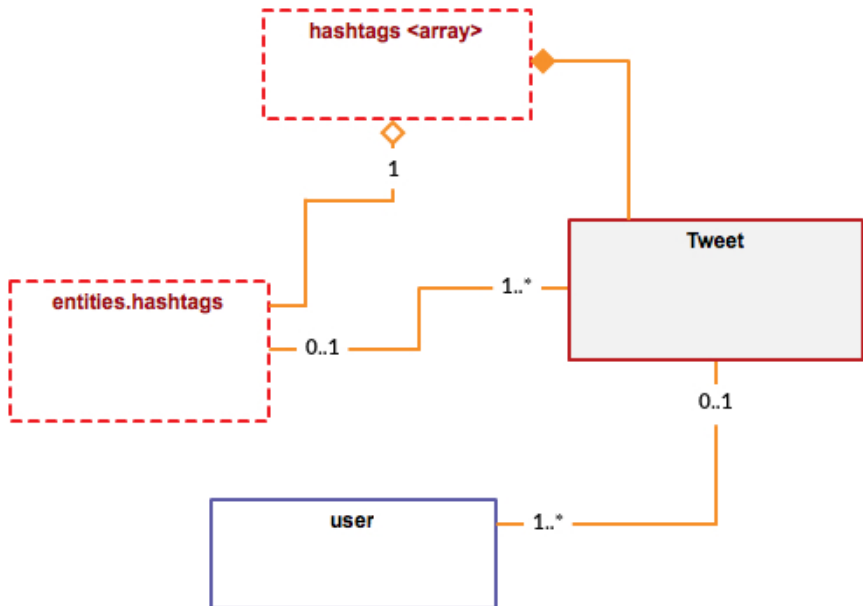 hashtags <array>
1
Tweet
entities.hashtags
1..*
0..1
0..1
user
1..*